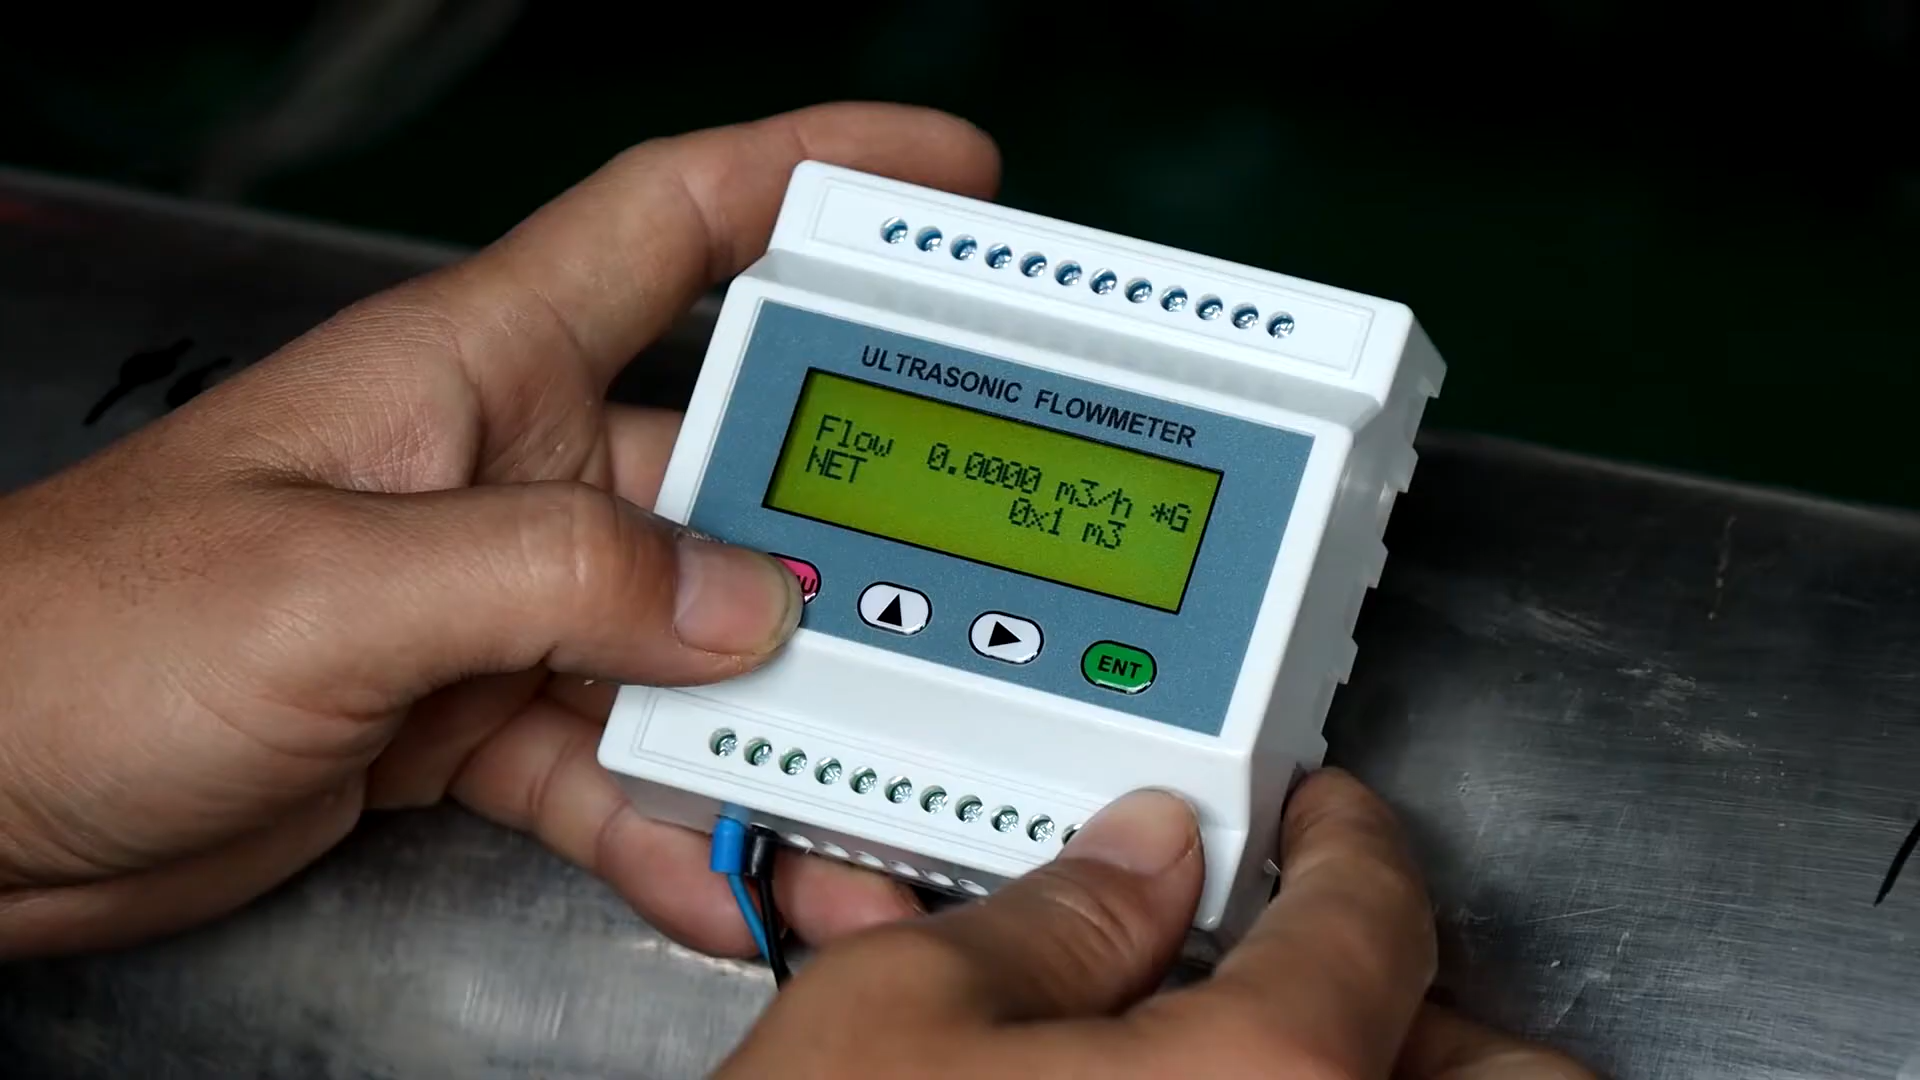 ULTRASONIC FLOWMETER
Flow 0.0000 m3/h *G
NET 0x1 m3
ENT